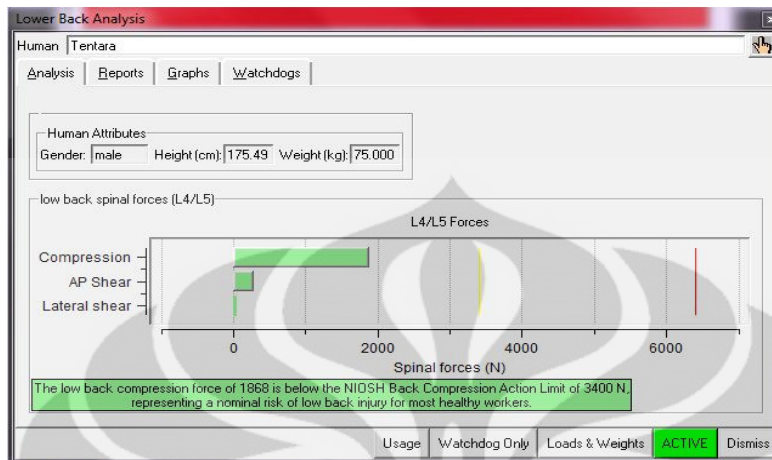 Lower Back Analysis
Human Tentara
Analysis Reports Graphs Watchdogs
Human Attributes
Gender: male Height (cm): 175.49 Weight (kg): 75.000
low back spinal forces (L4/L5)
L4/L5 Forces
Compression
AP Shear
Lateral shear
0 2000 4000 6000
Spinal forces (N)
The low back compression force of 1868 is below the NIOSH Back Compression Action Limit of 3400 N,
representing a nominal risk of low back injury for most healthy workers.
Usage Watchdog Only Loads & Weights ACTIVE Dismiss